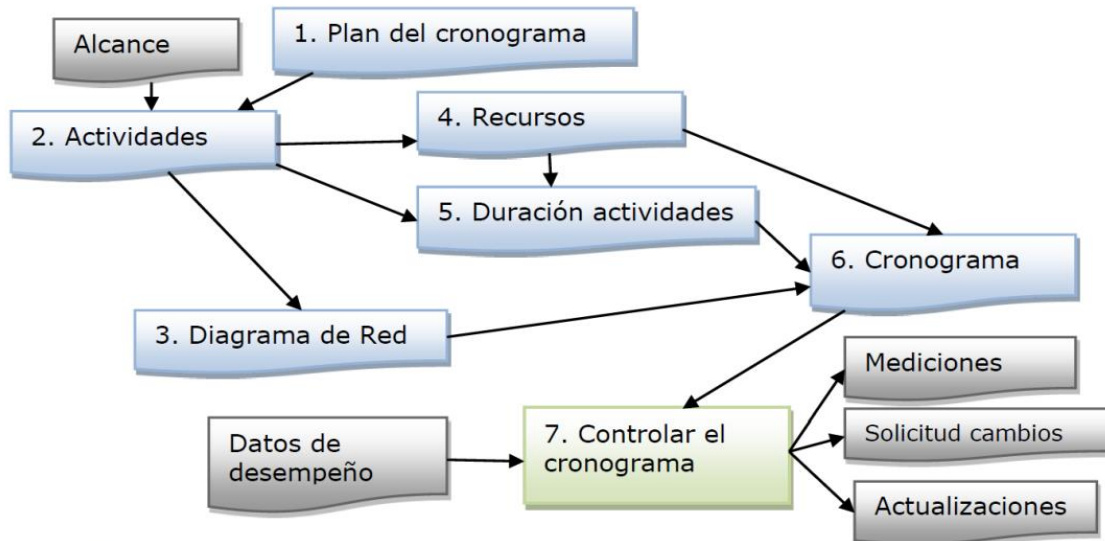 Alcance
1. Plan del cronograma
2. Actividades
4. Recursos
5. Duración actividades
6. Cronograma
3. Diagrama de Red
Mediciones
Datos de
desempeño
7. Controlar el
cronograma
Solicitud cambios
Actualizaciones